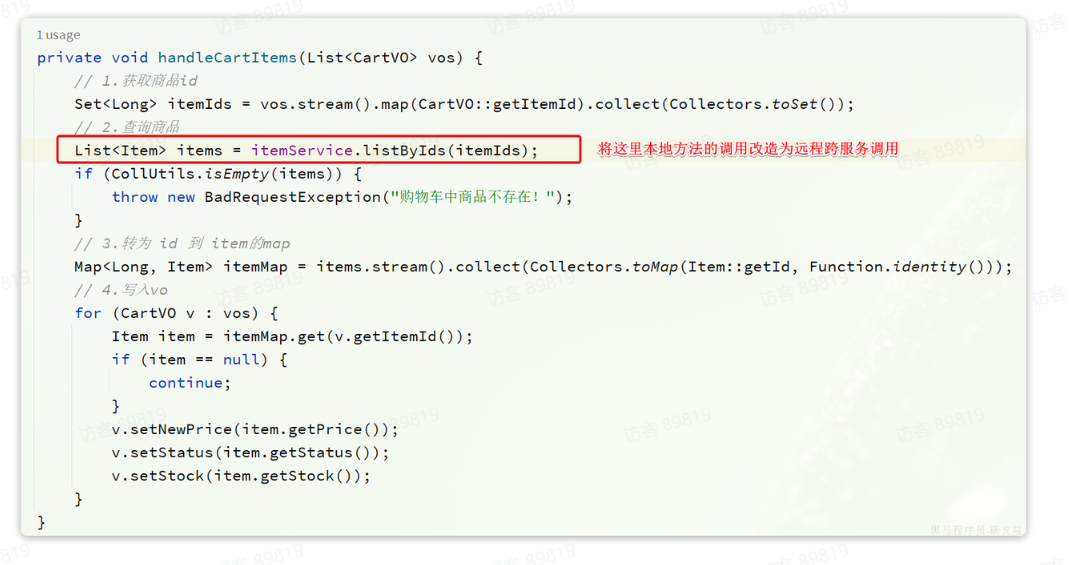 1 usage
private void handleCartItems(List<CartVO> vos) {
// 1.获取商品id
Set<Long> itemIds = vos.stream().map(CartVO::getItemId).collect(Collectors.toSet());
// 2.查询商品
List<Item> items = itemService.listByIds(itemIds); 将这里本地方法的调用改造为远程跨服务调用
if (CollUtils.isEmpty(items)) {
throw new BadRequestException("购物车中商品不存在！");
}
// 3.转为 id 到 item的map
Map<Long, Item> itemMap = items.stream().collect(Collectors.toMap(Item::getId, Function.identity()));
// 4.写入vo
for (CartVO v : vos) {
Item item = itemMap.get(v.getItemId());
if (item == null) {
continue;
}
v.setNewPrice(item.getPrice());
v.setStatus(item.getStatus());
v.setStock(item.getStock());
}
}
黑马程序员-研究院
访客 89819